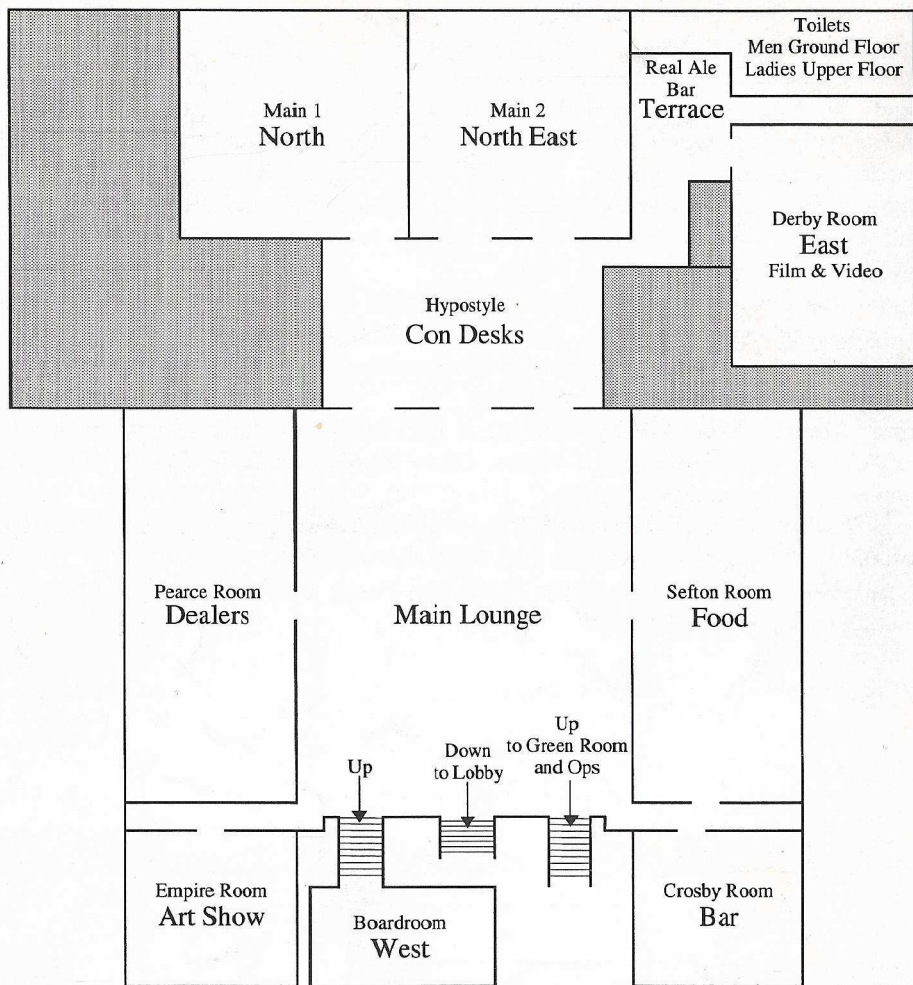 Toilets
Men Ground Floor
Ladies Upper Floor
Real Ale
Bar
Terrace
Main 1
North
Main 2
North East
Derby Room
East
Film & Video
Hypostyle
Con Desks
Pearce Room
Dealers
Main Lounge
Sefton Room
Food
Up
Down
to Lobby
Up
to Green Room
and Ops
Empire Room
Art Show
Boardroom
West
Crosby Room
Bar